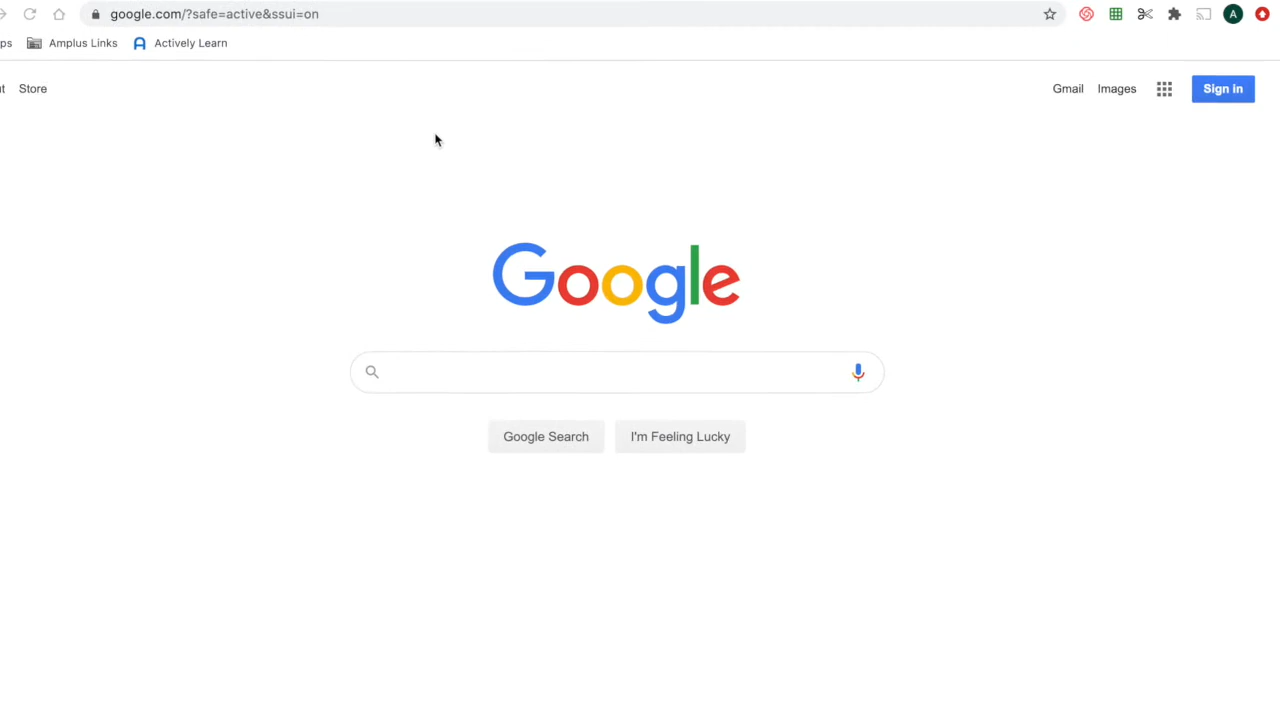 google.com/?safe=active&ssui=on
A
ps Amplus Links Actively Learn
t Store Gmail Images Sign in
Google
Google Search I'm Feeling Lucky